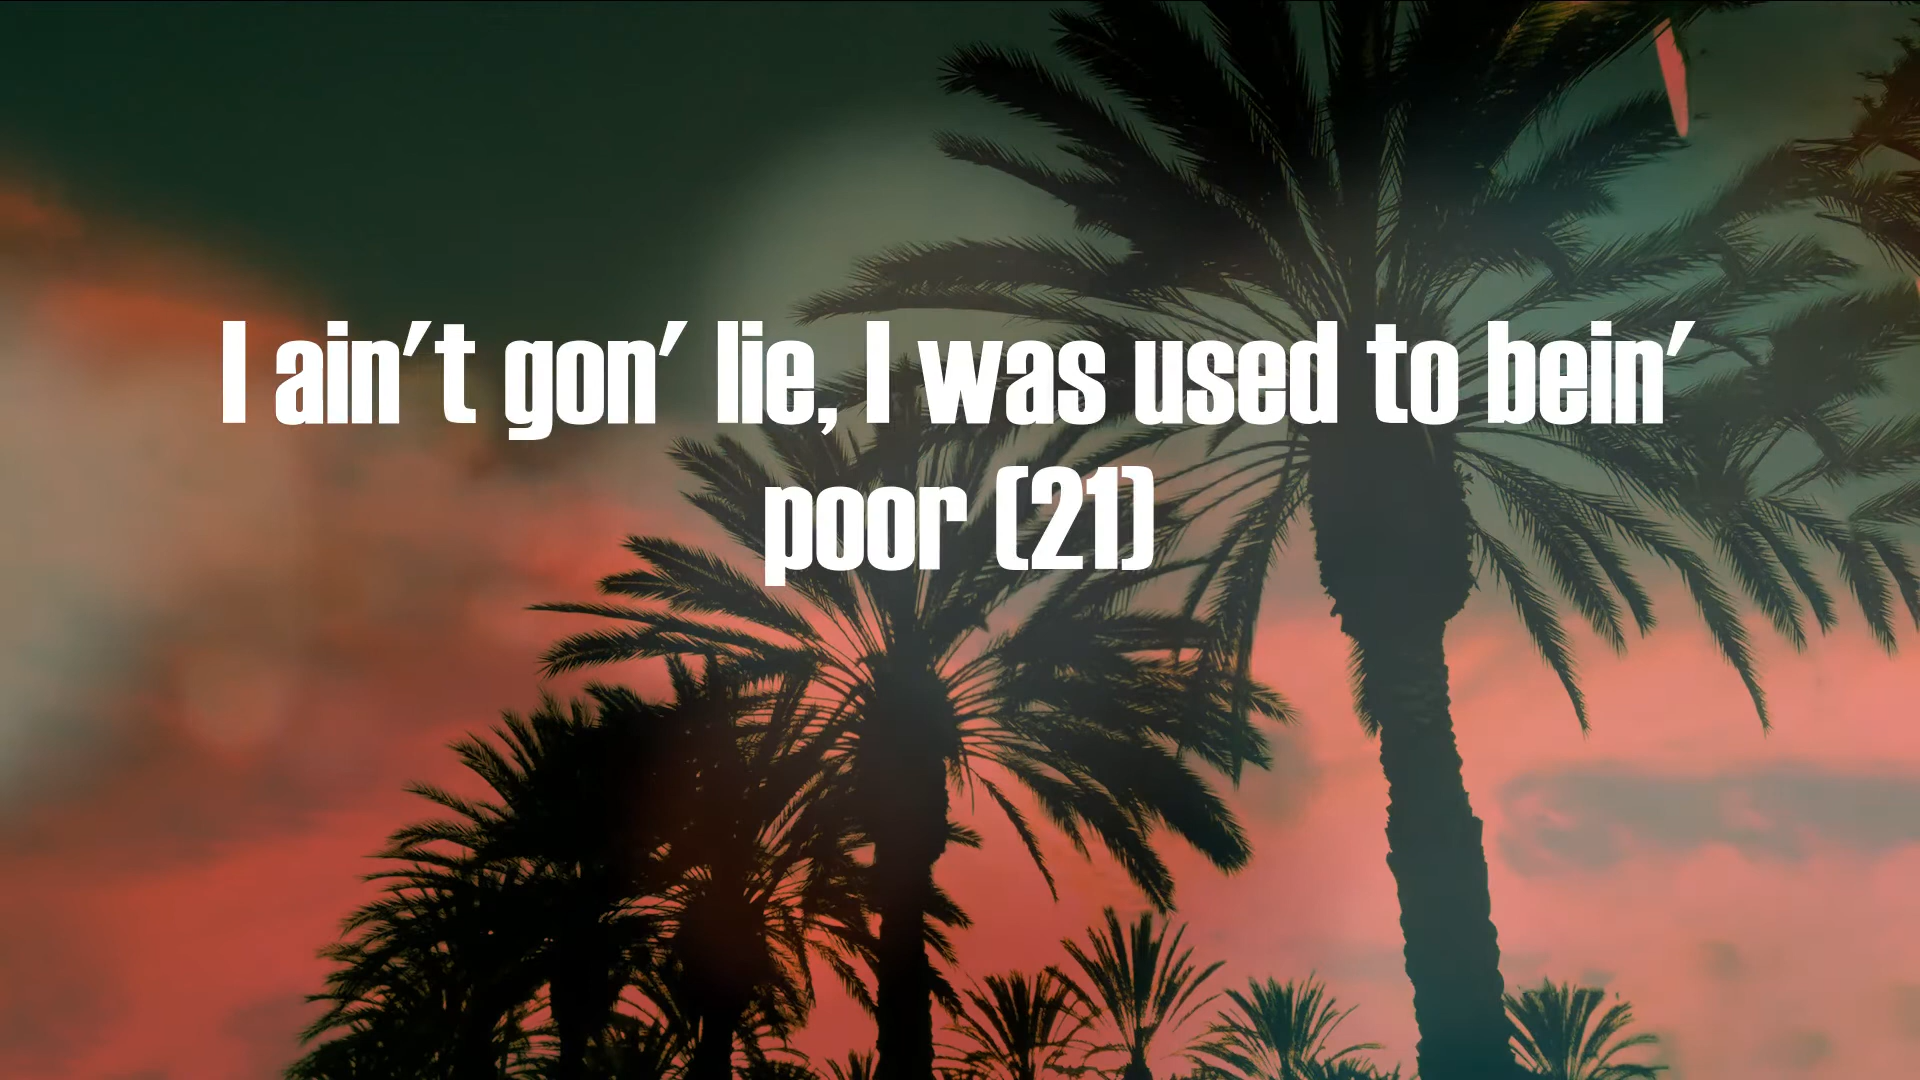 I ain't gon' lie, I was used to bein'
poor (21)